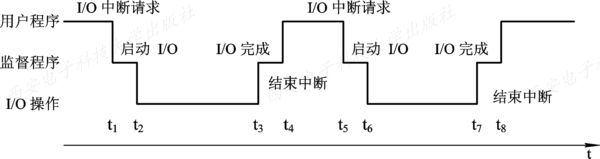 I/O 中断请求 I/O 中断请求
用户程序
启动 I/O I/O 完成 启动 I/O I/O 完成
监督程序
结束中断 结束中断
I/O 操作
t1 t2 t3 t4 t5 t6 t7 t8
t